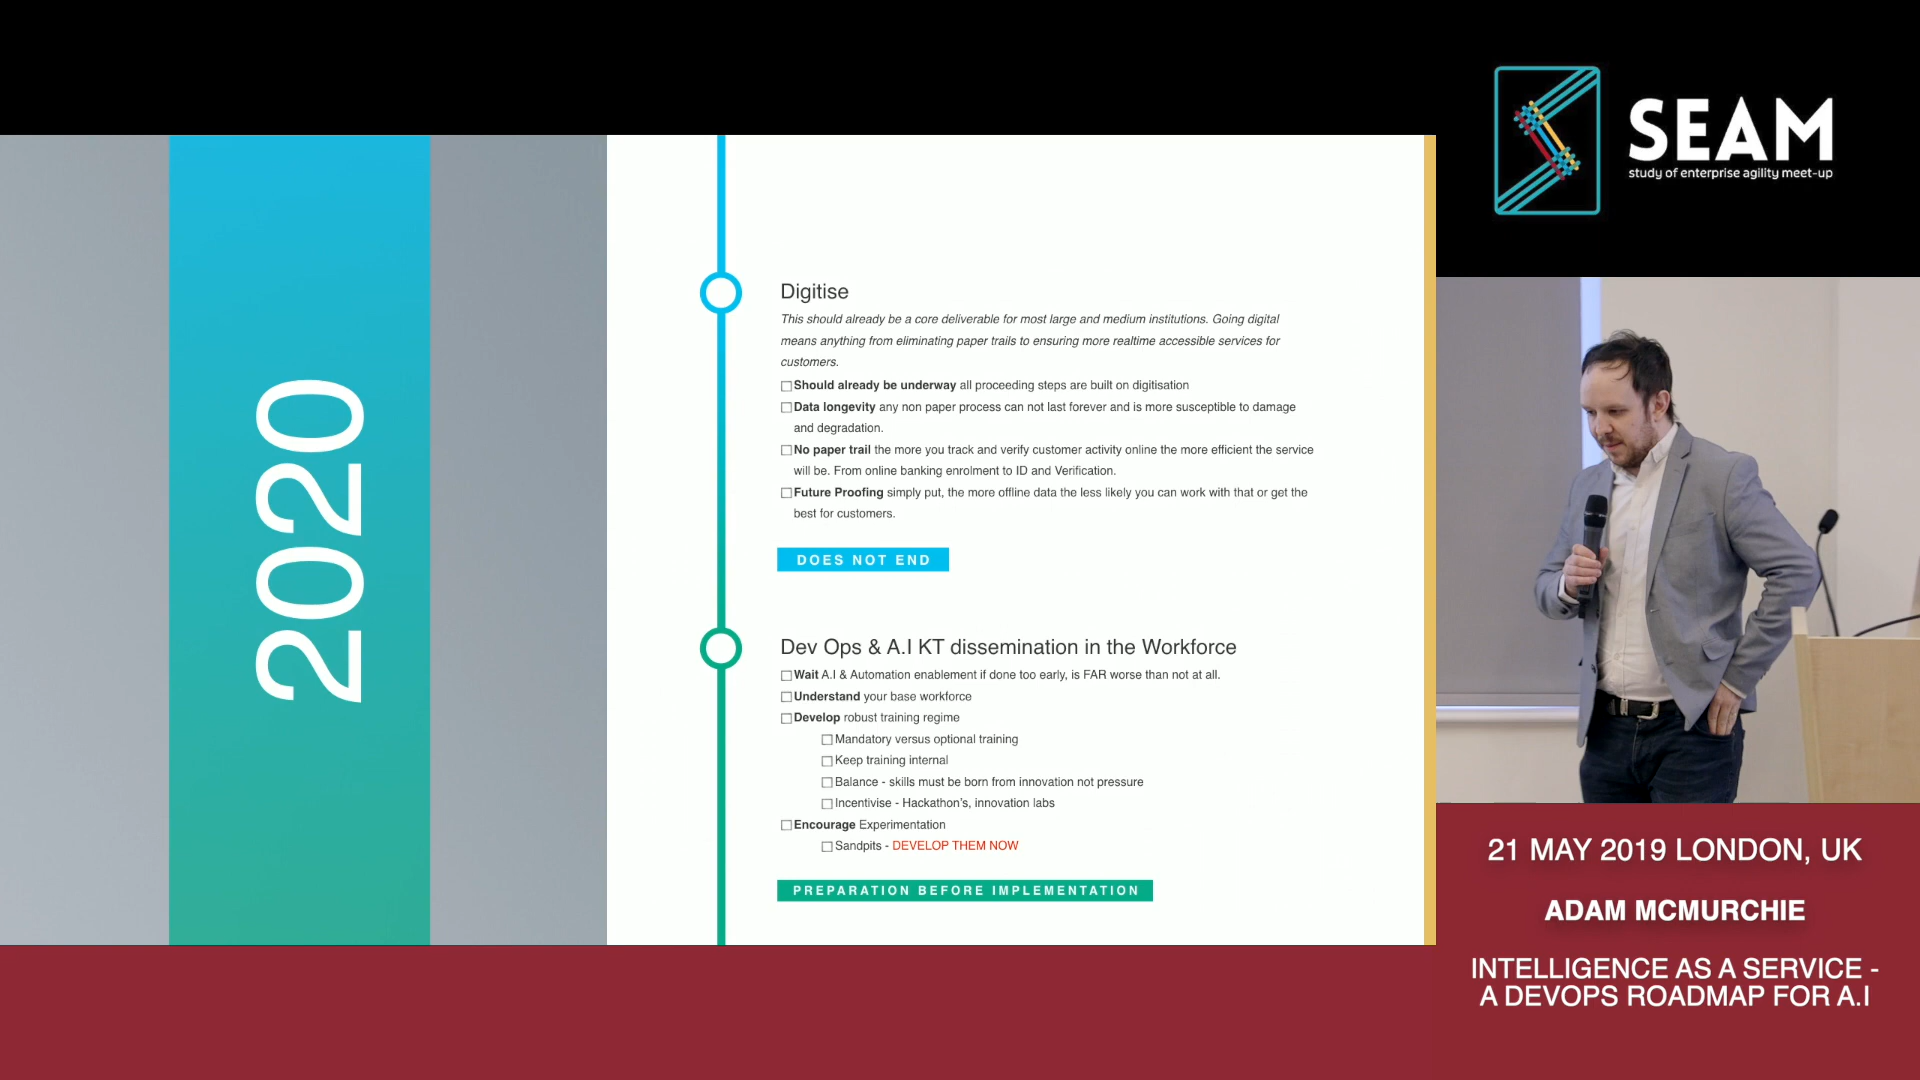 2020
Digitise
This should already be a core deliverable for most large and medium institutions. Going digital
means anything from eliminating paper trails to ensuring more realtime accessible services for
customers.
Should already be underway all proceeding steps are built on digitisation
Data longevity any non paper process can not last forever and is more susceptible to damage
and degradation.
No paper trail the more you track and verify customer activity online the more efficient the service
will be. From online banking enrolment to ID and Verification.
Future Proofing simply put, the more offline data the less likely you can work with that or get the
best for customers.
DOES NOT END
Dev Ops & A.I KT dissemination in the Workforce
Wait A.I & Automation enablement if done too early, is FAR worse than not at all.
Understand your base workforce
Develop robust training regime
Mandatory versus optional training
Keep training internal
Balance - skills must be born from innovation not pressure
Incentivise - Hackathon's, innovation labs
Encourage Experimentation
Sandpits - DEVELOP THEM NOW
PREPARATION BEFORE IMPLEMENTATION
SEAM
study of enterprise agility meet-up
21 MAY 2019 LONDON, UK
ADAM MCMURCHIE
INTELLIGENCE AS A SERVICE -
A DEVOPS ROADMAP FOR A.I